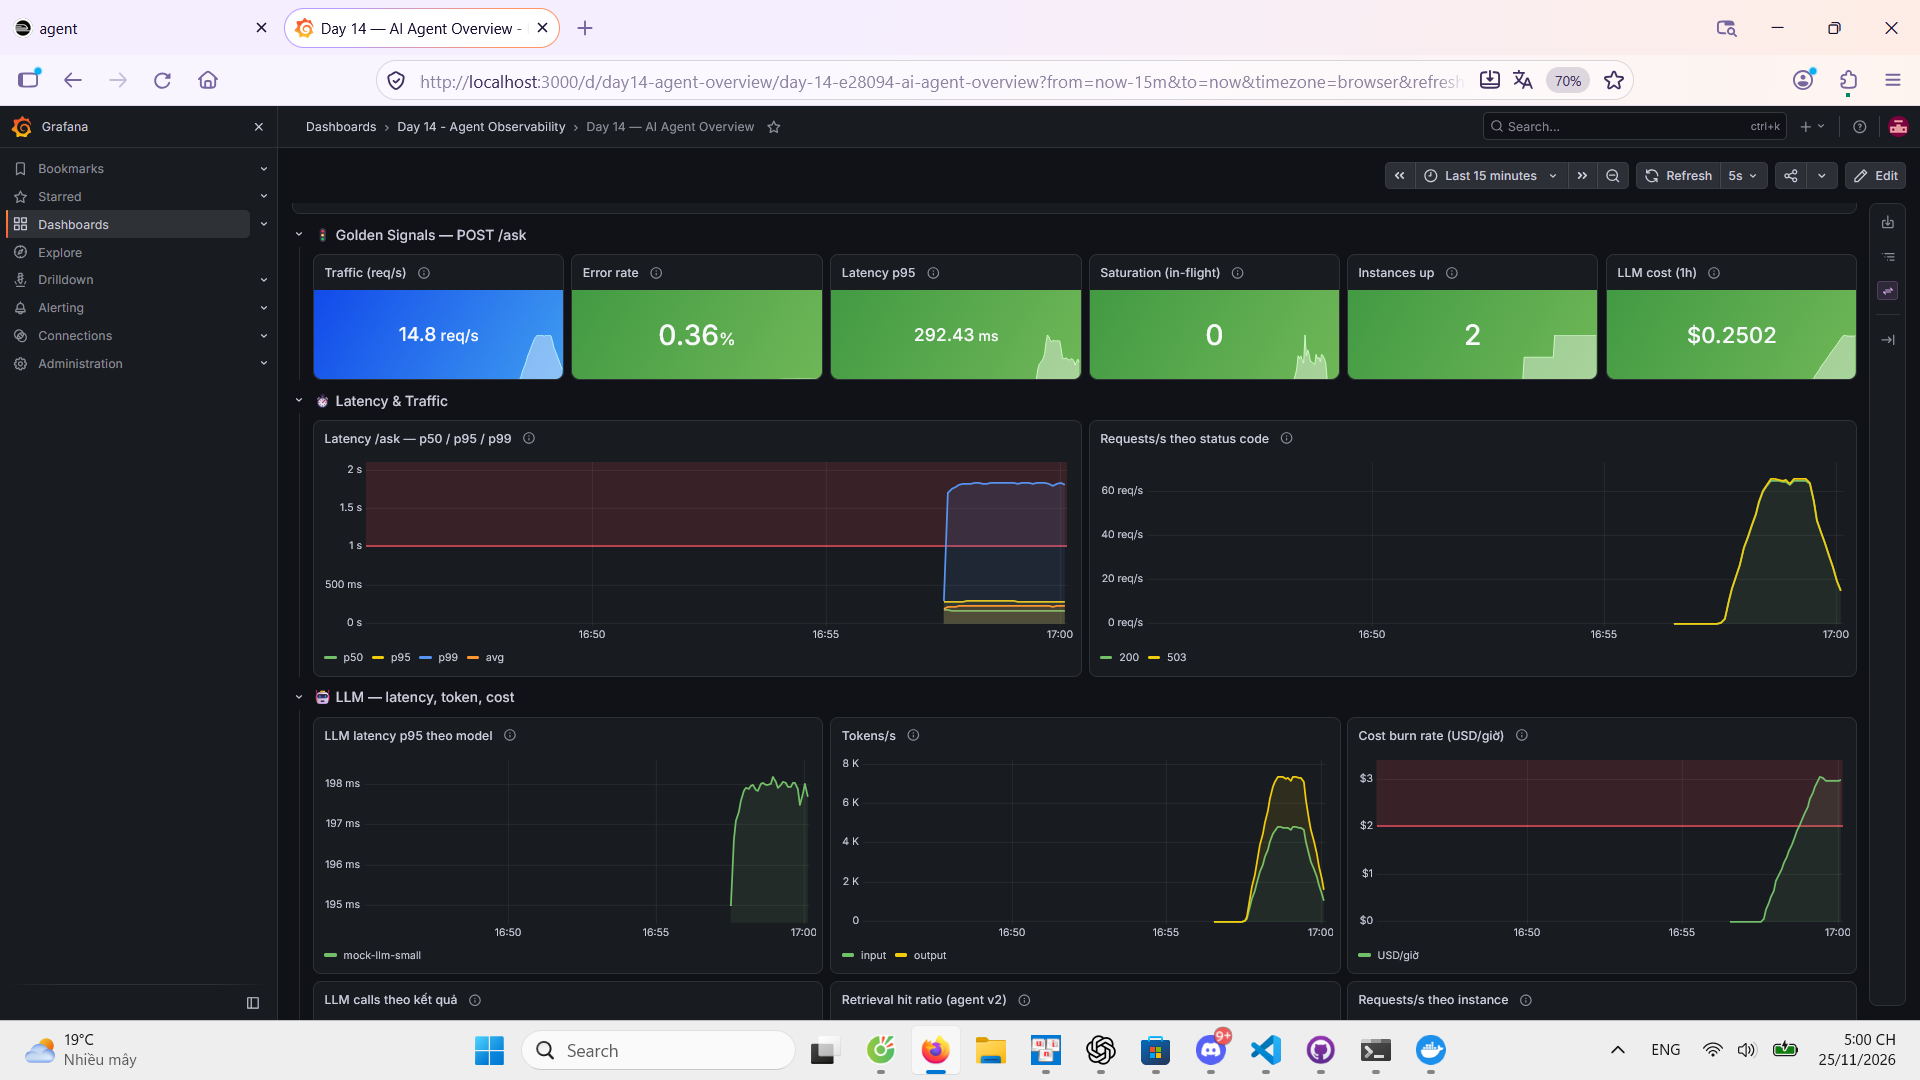 agent
Day 14 — AI Agent Overview -
http://localhost:3000/d/day14-agent-overview/day-14-e28094-ai-agent-overview?from=now-15m&to=now&timezone=browser&refresh
70%
Grafana
Dashboards › Day 14 - Agent Observability › Day 14 — AI Agent Overview
Search... ctrl+k
Bookmarks
Starred
Dashboards
Explore
Drilldown
Alerting
Connections
Administration
Last 15 minutes
Refresh 5s
Edit
Golden Signals — POST /ask
Traffic (req/s)
14.8 req/s
Error rate
0.36%
Latency p95
292.43 ms
Saturation (in-flight)
0
Instances up
2
LLM cost (1h)
$0.2502
Latency & Traffic
Latency /ask — p50 / p95 / p99
2 s
1.5 s
1 s
500 ms
0 s
16:50 16:55 17:00
p50 p95 p99 avg
Requests/s theo status code
60 req/s
40 req/s
20 req/s
0 req/s
16:50 16:55 17:00
200 503
LLM — latency, token, cost
LLM latency p95 theo model
198 ms
197 ms
196 ms
195 ms
16:50 16:55 17:00
mock-llm-small
Tokens/s
8 K
6 K
4 K
2 K
0
16:50 16:55 17:00
input output
Cost burn rate (USD/giờ)
$3
$2
$1
$0
16:50 16:55 17:00
USD/giờ
LLM calls theo kết quả
Retrieval hit ratio (agent v2)
Requests/s theo instance
19°C
Nhiều mây
Search
9+
ENG
5:00 CH
25/11/2026